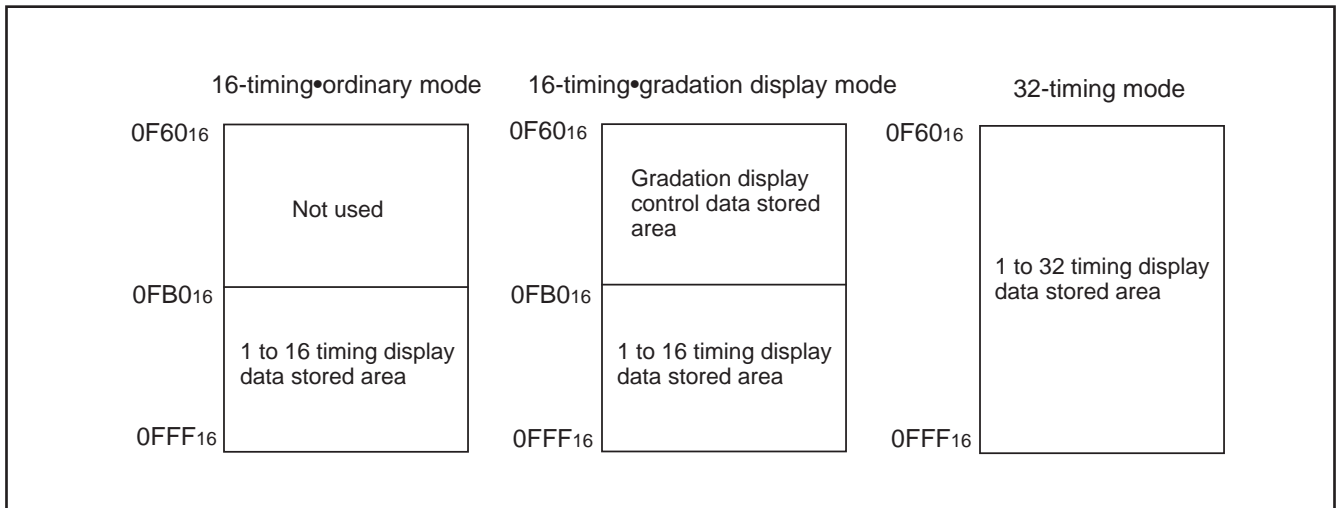 16-timing•ordinary mode
0F6016
Not used
0FB016
1 to 16 timing display
data stored area
0FFF16
16-timing•gradation display mode
0F6016
Gradation display
control data stored
area
0FB016
1 to 16 timing display
data stored area
0FFF16
32-timing mode
0F6016
1 to 32 timing display
data stored area
0FFF16